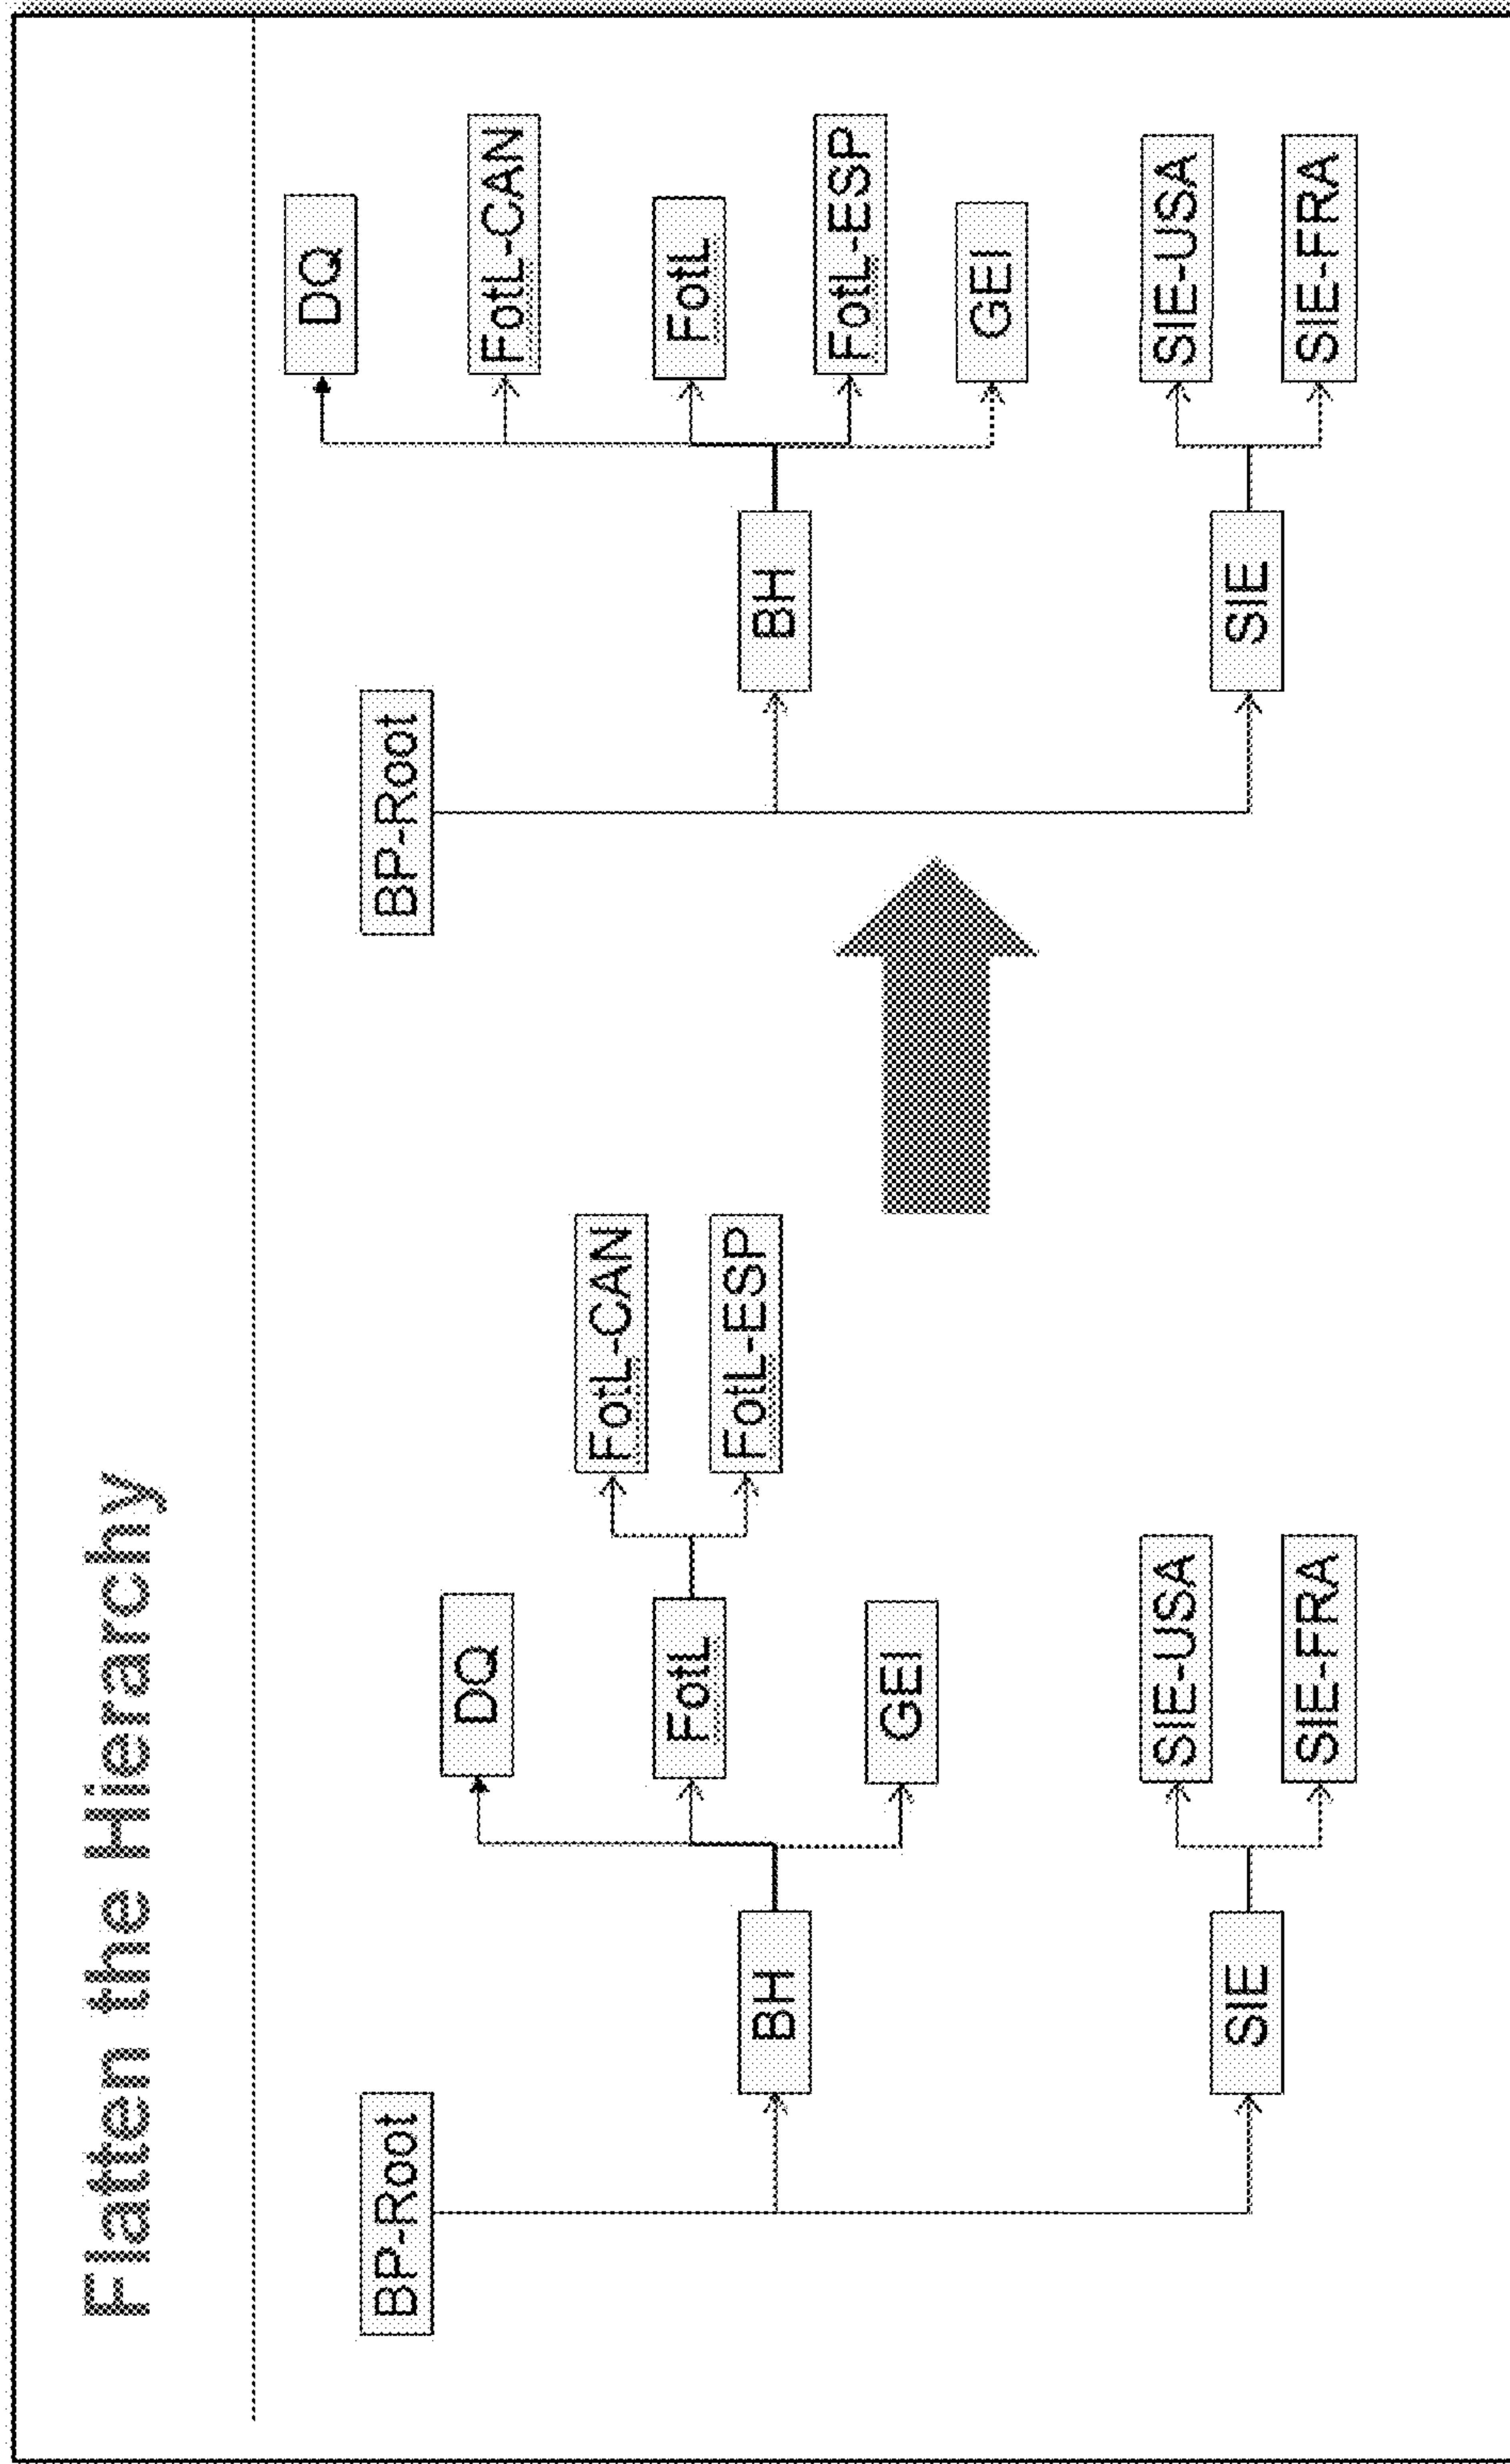 Flatten the Hierarchy
BP-Root
BH
DQ
FotL
FotL-CAN
FotL-ESP
GEI
SIE
SIE-USA
SIE-FRA
BP-Root
BH
DQ
FotL-CAN
FotL
FotL-ESP
GEI
SIE
SIE-USA
SIE-FRA